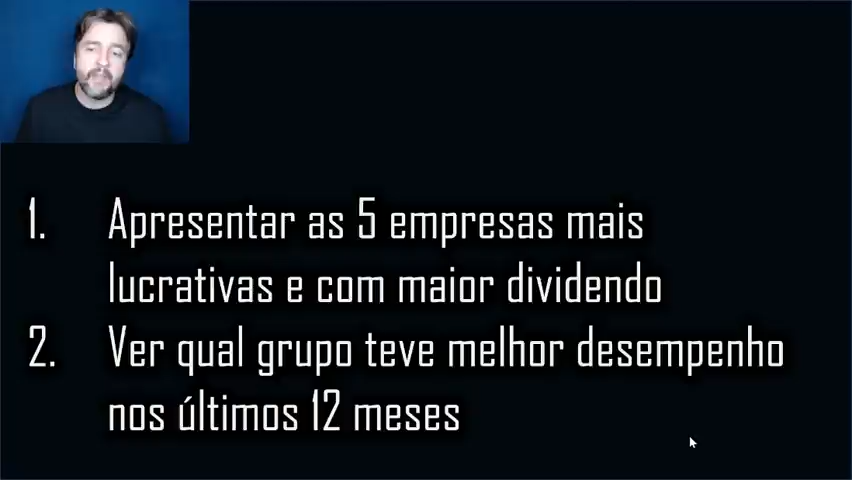 1. Apresentar as 5 empresas mais
lucrativas e com maior dividendo
2. Ver qual grupo teve melhor desempenho
nos últimos 12 meses